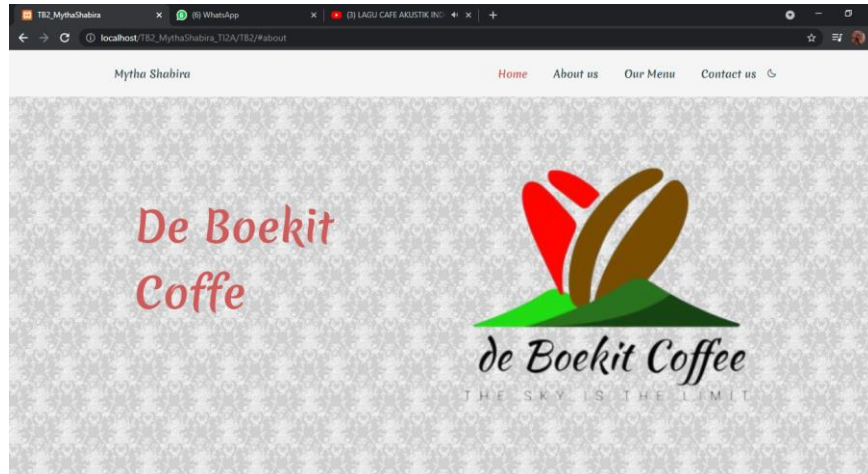 TB2_MythaShabira
(6) WhatsApp
(3) LAGU CAFE AKUSTIK IND
localhost/TB2_MythaShabira_TI2A/TB2/#about
Mytha Shabira
Home
About us
Our Menu
Contact us
De Boekit
Coffe
de Boekit Coffee
THE SKY IS THE LIMIT